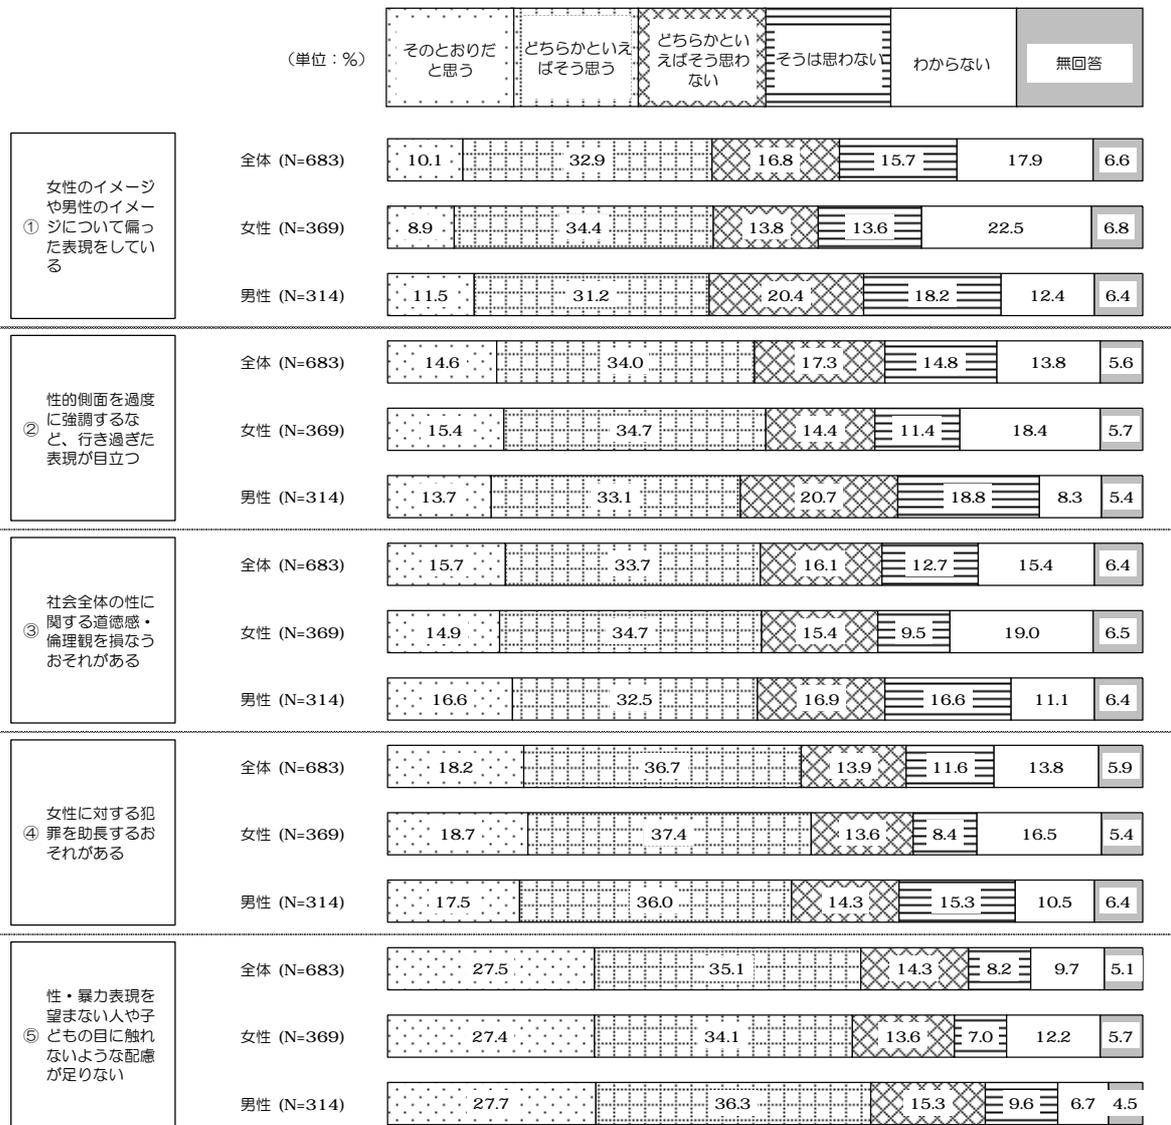 （単位：％）
そのとおりだ
と思う
どちらかといえ
ばそう思う
どちらかとい
えばそう思わ
ない
そうは思わない
わからない
無回答
①
女性のイメージ
や男性のイメー
ジについて偏っ
た表現をしてい
る
全体 (N=683)
10.1 32.9 16.8 15.7 17.9 6.6
女性 (N=369)
8.9 34.4 13.8 13.6 22.5 6.8
男性 (N=314)
11.5 31.2 20.4 18.2 12.4 6.4
②
性的側面を過度
に強調するな
ど、行き過ぎた
表現が目立つ
全体 (N=683)
14.6 34.0 17.3 14.8 13.8 5.6
女性 (N=369)
15.4 34.7 14.4 11.4 18.4 5.7
男性 (N=314)
13.7 33.1 20.7 18.8 8.3 5.4
③
社会全体の性に
関する道徳感・
倫理観を損なう
おそれがある
全体 (N=683)
15.7 33.7 16.1 12.7 15.4 6.4
女性 (N=369)
14.9 34.7 15.4 9.5 19.0 6.5
男性 (N=314)
16.6 32.5 16.9 16.6 11.1 6.4
④
女性に対する犯
罪を助長するお
それがある
全体 (N=683)
18.2 36.7 13.9 11.6 13.8 5.9
女性 (N=369)
18.7 37.4 13.6 8.4 16.5 5.4
男性 (N=314)
17.5 36.0 14.3 15.3 10.5 6.4
⑤
性・暴力表現を
望まない人や子
どもの目に触れ
ないような配慮
が足りない
全体 (N=683)
27.5 35.1 14.3 8.2 9.7 5.1
女性 (N=369)
27.4 34.1 13.6 7.0 12.2 5.7
男性 (N=314)
27.7 36.3 15.3 9.6 6.7 4.5